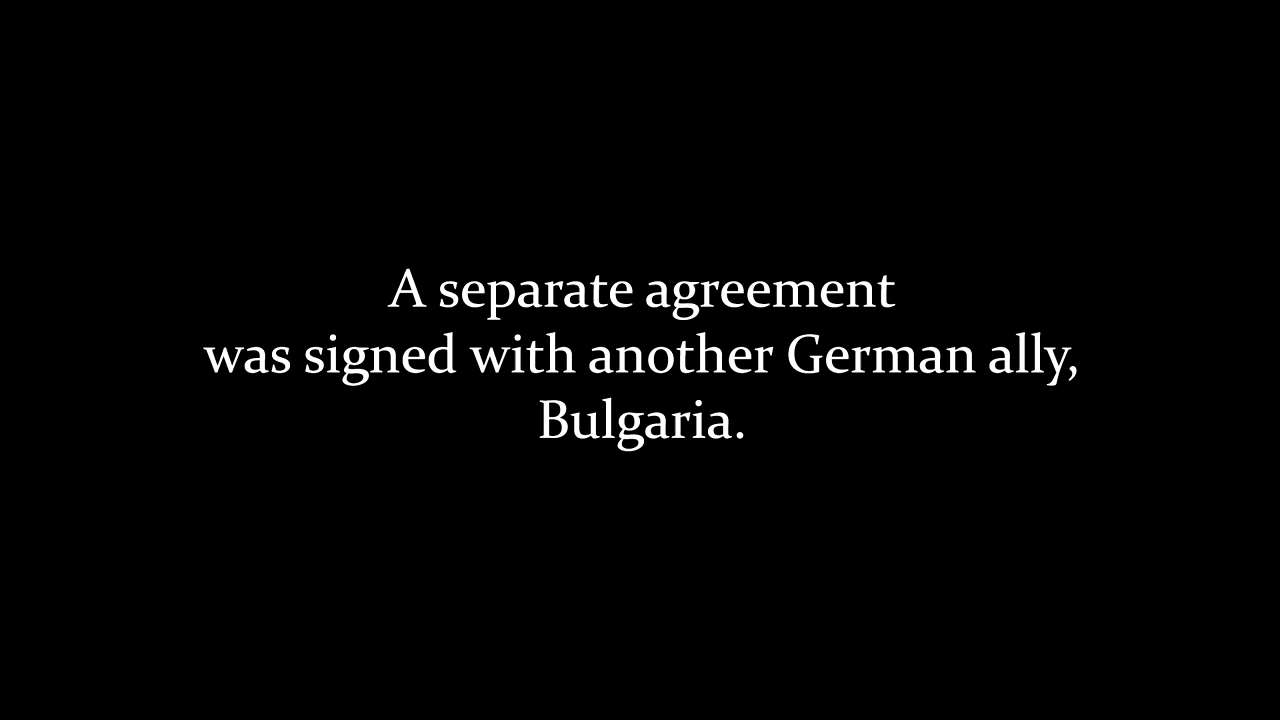 A separate agreement
was signed with another German ally,
Bulgaria.